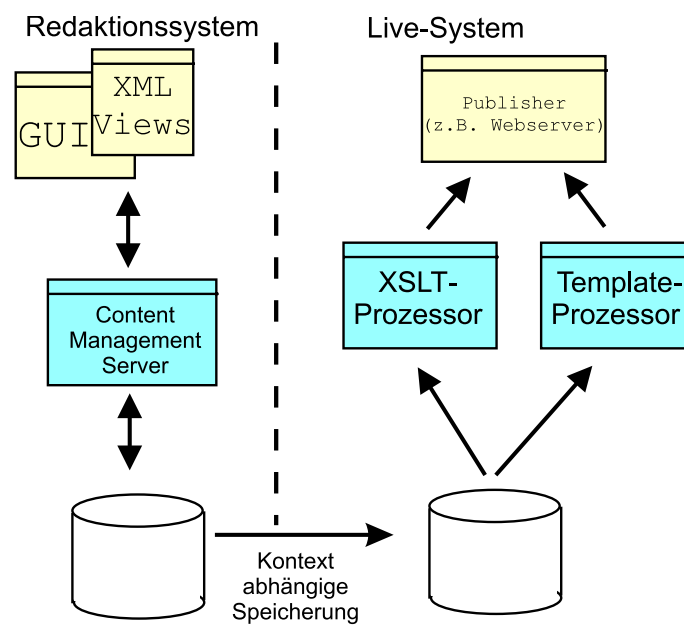 Redaktionssystem
Live-System
GUI
XML
Views
Publisher
(z.B. Webserver)
Content
Management
Server
XSLT-
Prozessor
Template-
Prozessor
Kontext
abhängige
Speicherung